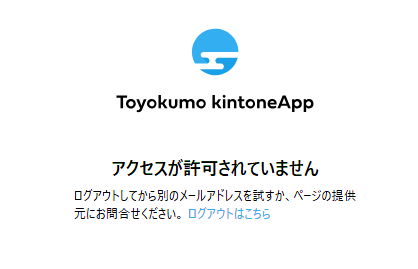 Toyokumo kintoneApp
アクセスが許可されていません
ログアウトしてから別のメールアドレスを試すか、ページの提供
元にお問合せください。ログアウトはこちら